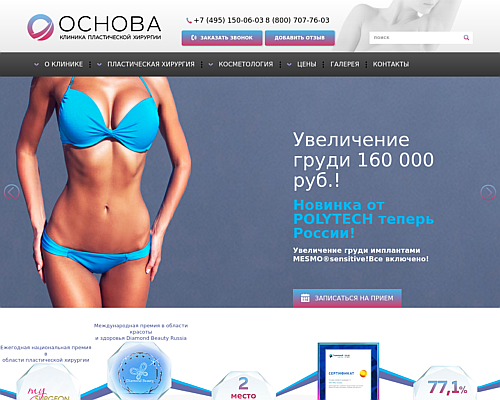 ОСНОВА
КЛИНИКА ПЛАСТИЧЕСКОЙ ХИРУРГИИ
+7 (495) 150-06-03 8 (800) 707-76-03
ЗАКАЗАТЬ ЗВОНОК
ДОБАВИТЬ ОТЗЫВ
поиск
О КЛИНИКЕ
ПЛАСТИЧЕСКАЯ ХИРУРГИЯ
КОСМЕТОЛОГИЯ
ЦЕНЫ
ГАЛЕРЕЯ
КОНТАКТЫ
Увеличение
груди 160 000
руб.!
Новинка от
POLYTECH теперь
России!
Увеличение груди имплантами
MESMO®sensitive!Все включено!
ЗАПИСАТЬСЯ НА ПРИЕМ
Ежегодная национальная премия
в
области пластической хирургии
Международная премия в области
красоты
и здоровья Diamond Beauty Russia
Diamond Beauty
2
место
СЕРТИФИКАТ
77,1%